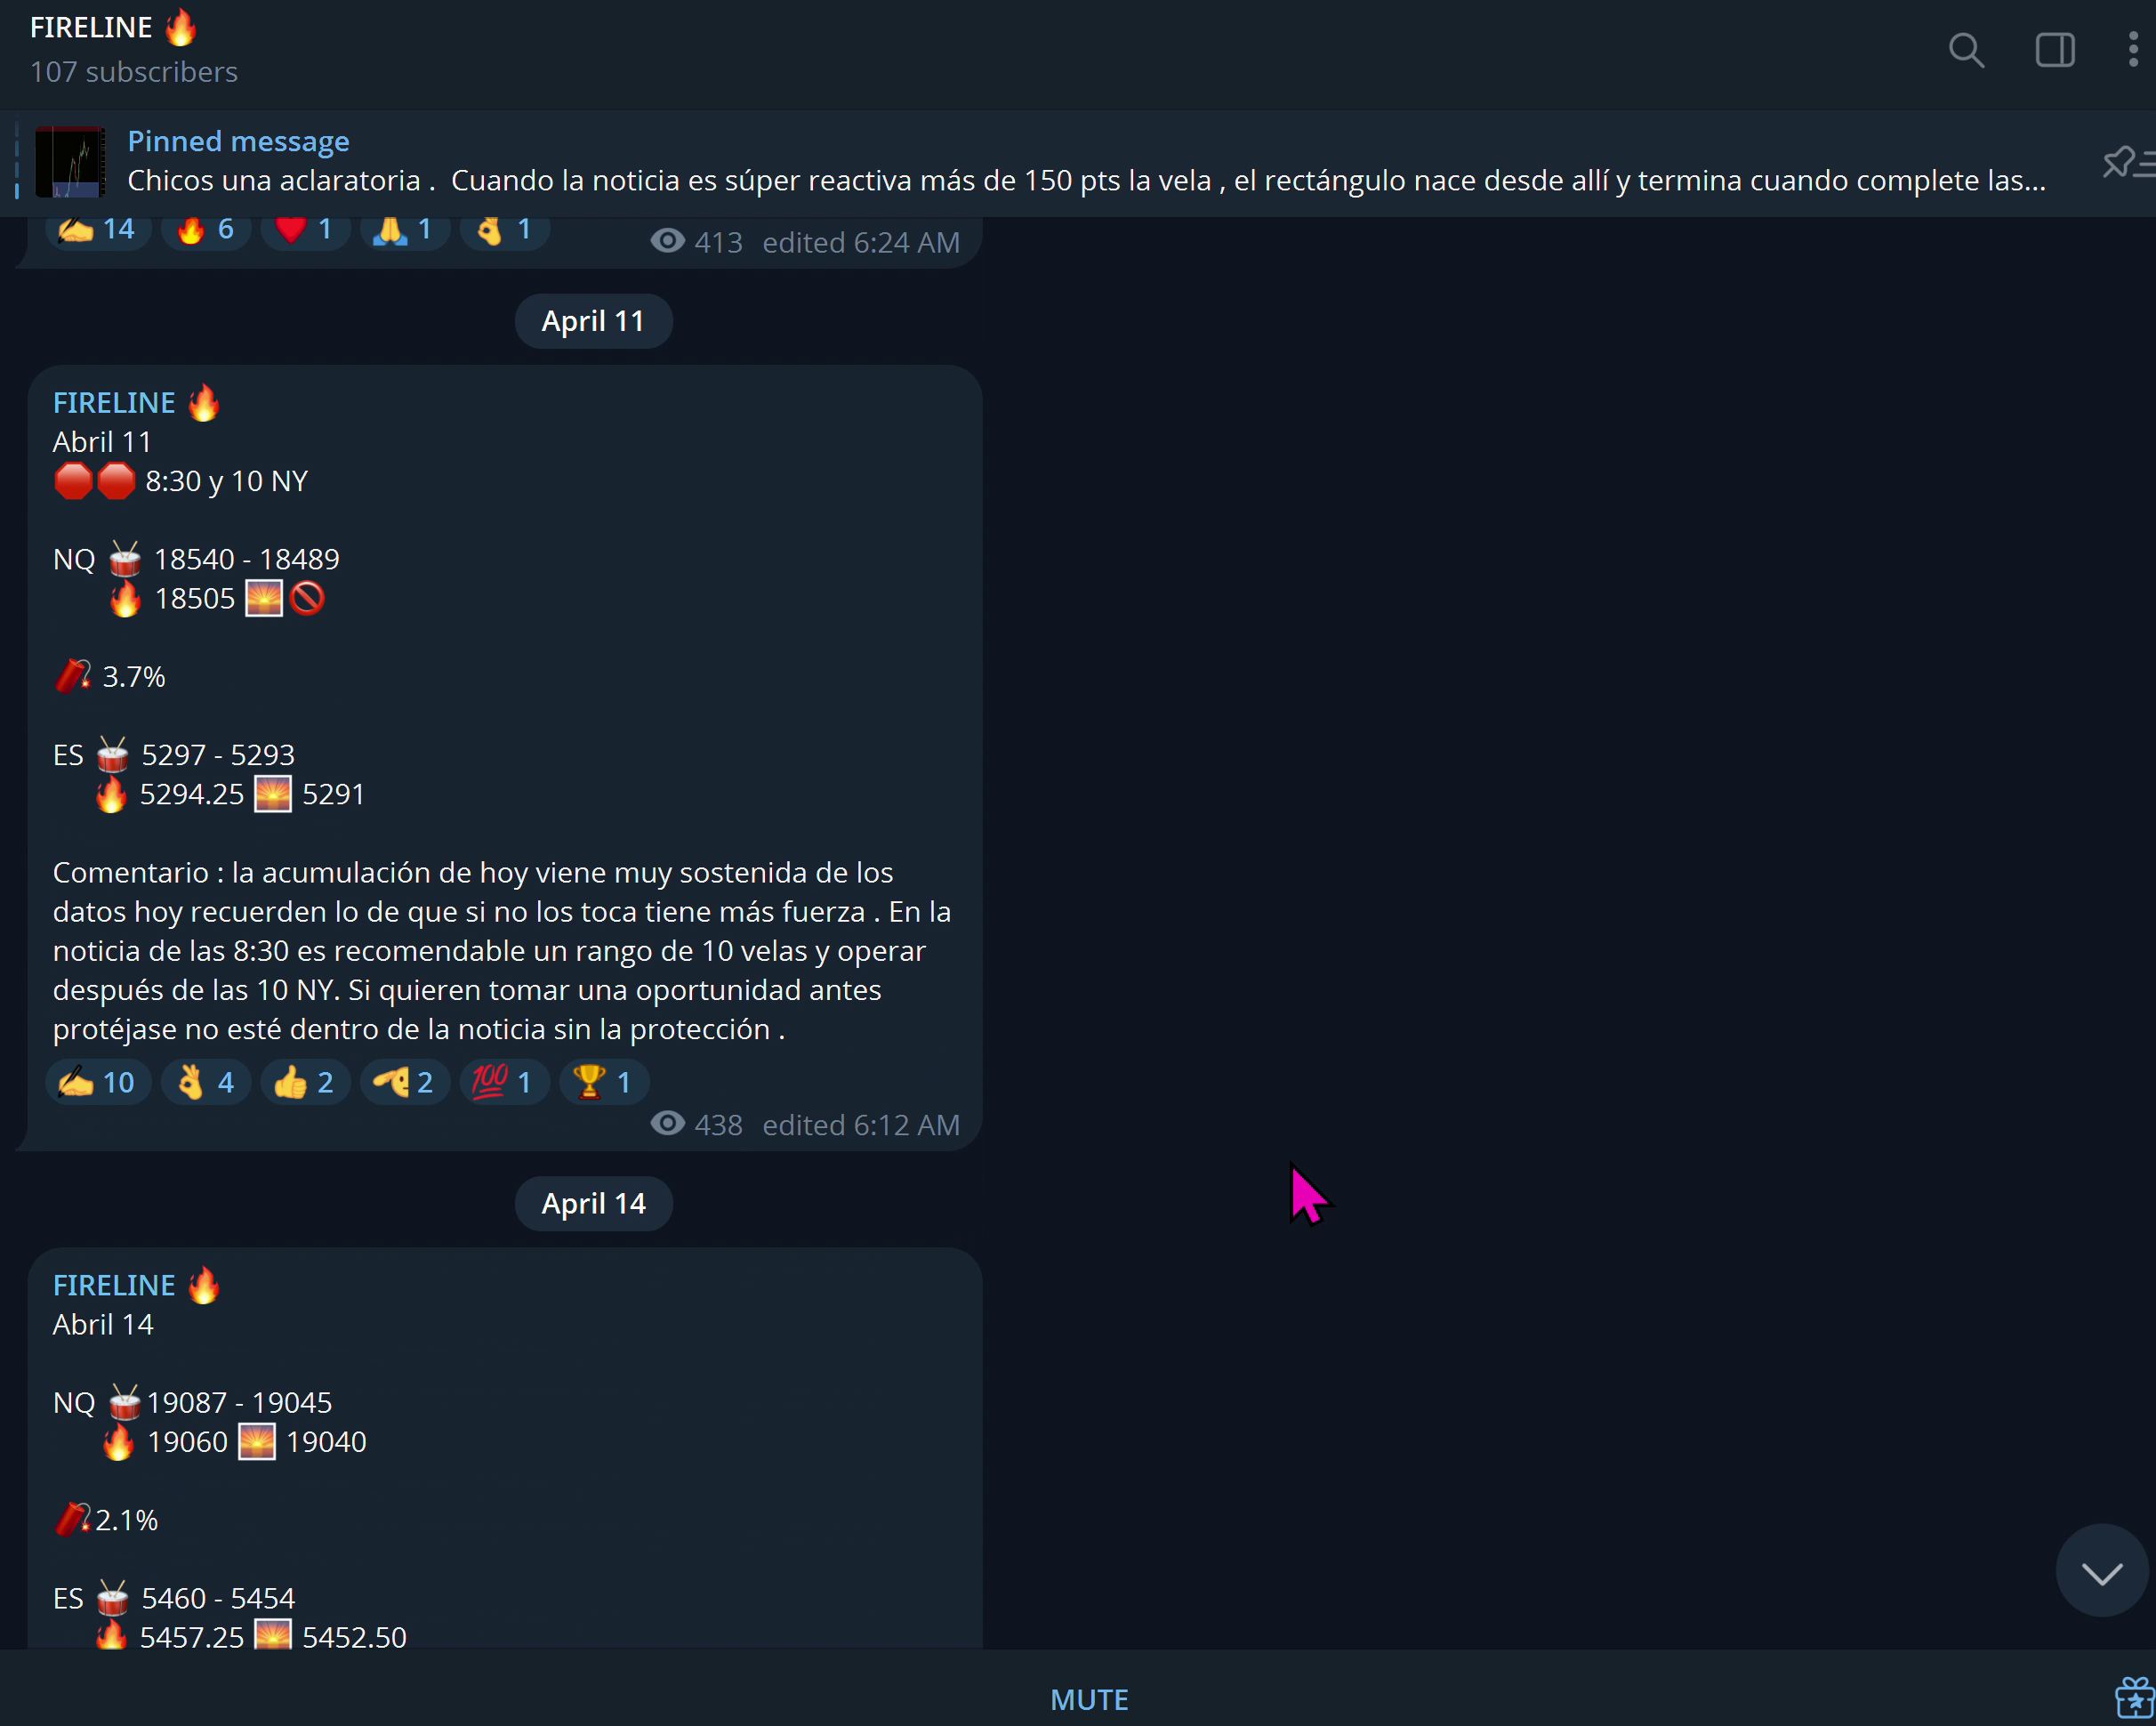 FIRELINE 🔥
107 subscribers
Pinned message
Chicos una aclaratoria . Cuando la noticia es súper reactiva más de 150 pts la vela , el rectángulo nace desde allí y termina cuando complete las...
✍️ 14 🔥 6 ❤️ 1 🙏 1 👌 1 413 edited 6:24 AM
April 11
FIRELINE 🔥
Abril 11
🛑🛑 8:30 y 10 NY
NQ 🥁 18540 - 18489
🔥 18505 🌅🚫
🧨 3.7%
ES 🥁 5297 - 5293
🔥 5294.25 🌅 5291
Comentario : la acumulación de hoy viene muy sostenida de los
datos hoy recuerden lo de que si no los toca tiene más fuerza . En la
noticia de las 8:30 es recomendable un rango de 10 velas y operar
después de las 10 NY. Si quieren tomar una oportunidad antes
protéjase no esté dentro de la noticia sin la protección .
✍️ 10 👌 4 👍 2 🫡 2 💯 1 🏆 1
438 edited 6:12 AM
April 14
FIRELINE 🔥
Abril 14
NQ 🥁19087 - 19045
🔥 19060 🌅 19040
🧨2.1%
ES 🥁 5460 - 5454
🔥 5457.25 🌅 5452.50
MUTE